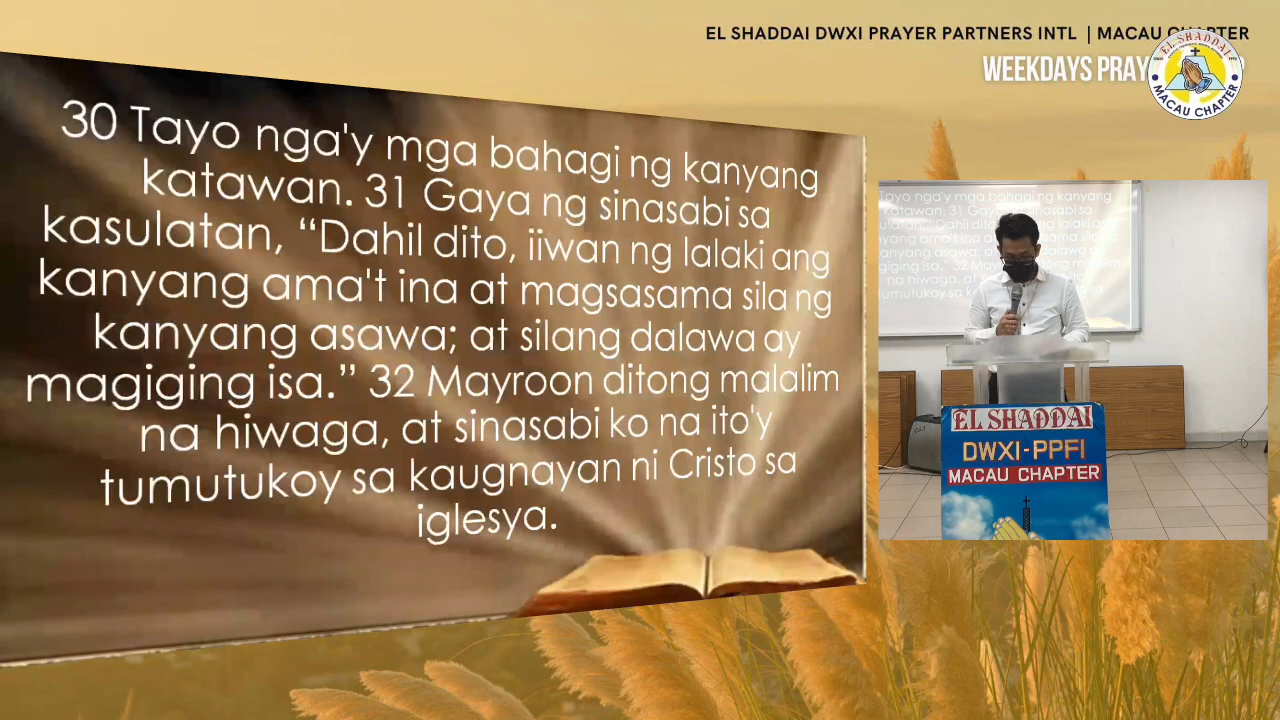 EL SHADDAI DWXI PRAYER PARTNERS INTL | MACAU CHAPTER
WEEKDAYS
EL SHADDAI
MACAU CHAPTER
30 Tayo nga'y mga bahagi ng kanyang
katawan. 31 Gaya ng sinasabi sa
kasulatan, “Dahil dito, iiwan ng lalaki ang
kanyang ama't ina at magsasama sila ng
kanyang asawa; at silang dalawa ay
magiging isa.” 32 Mayroon ditong malalim
na hiwaga, at sinasabi ko na ito'y
tumutukoy sa kaugnayan ni Cristo sa
iglesya.
EL SHADDAI
DWXI-PPFI
MACAU CHAPTER